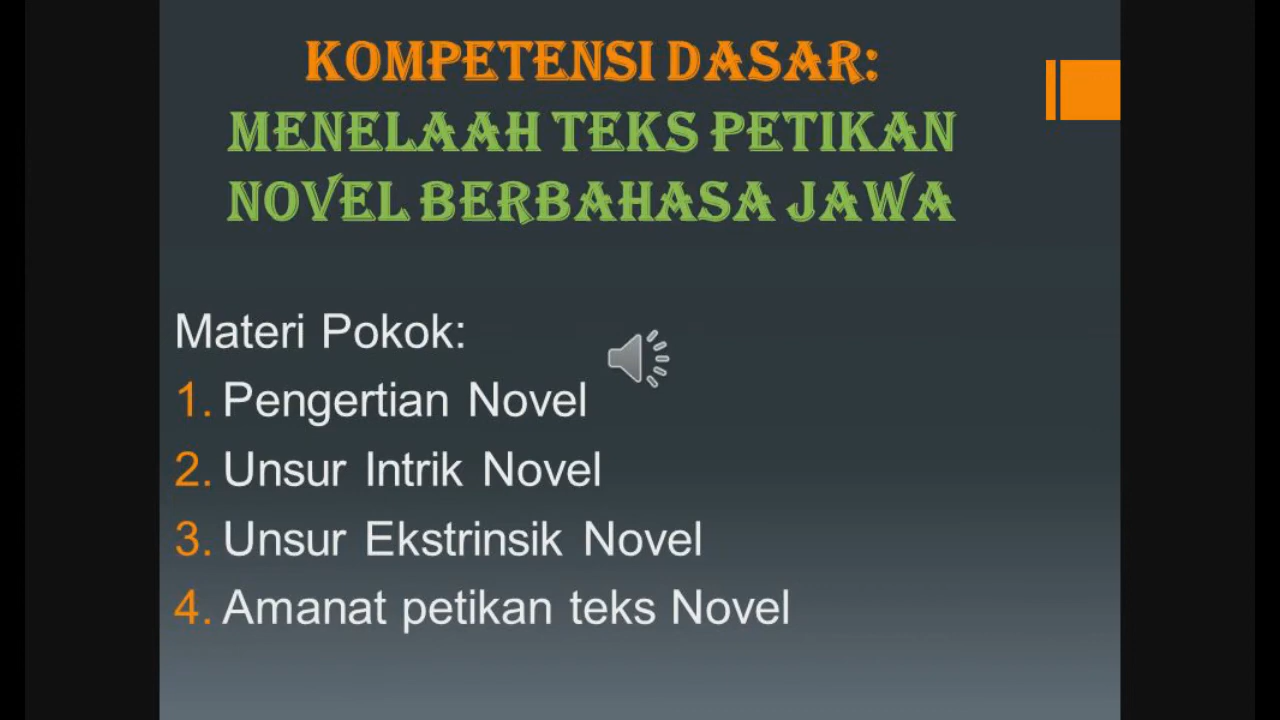 KOMPETENSI DASAR:
MENELAAH TEKS PETIKAN
NOVEL BERBAHASA JAWA
Materi Pokok:
1. Pengertian Novel
2. Unsur Intrik Novel
3. Unsur Ekstrinsik Novel
4. Amanat petikan teks Novel